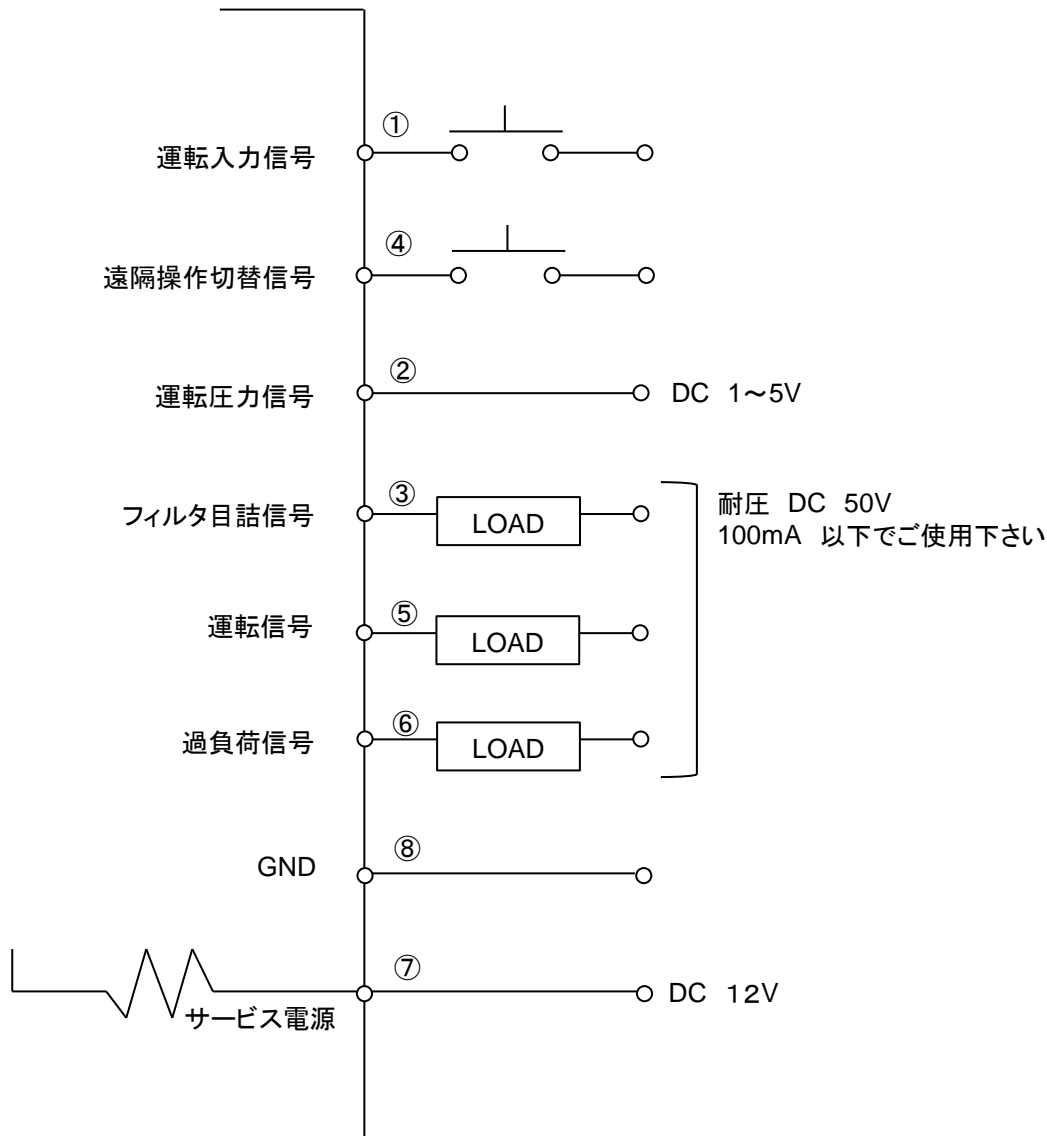 運転入力信号 ①
遠隔操作切替信号 ④
運転圧力信号 ② DC 1～5V
フィルタ目詰信号 ③ LOAD
耐圧 DC 50V
100mA 以下でご使用下さい
運転信号 ⑤ LOAD
過負荷信号 ⑥ LOAD
GND ⑧
サービス電源 ⑦ DC 12V